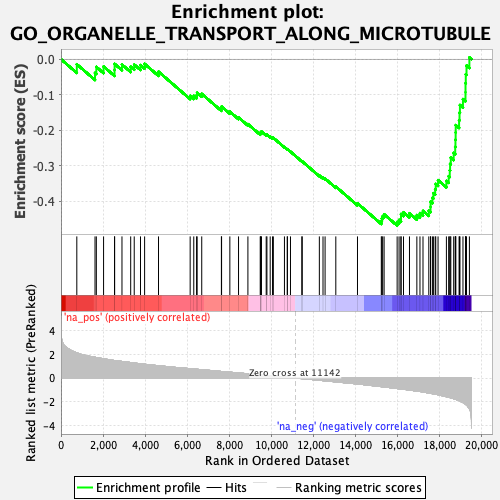 Enrichment plot:
GO_ORGANELLE_TRANSPORT_ALONG_MICROTUBULE
Enrichment score (ES)
0.0
-0.1
-0.2
-0.3
-0.4
'na_pos' (positively correlated)
Ranked list metric (PreRanked)
4
2
0
-2
-4
Zero cross at 11142
'na_neg' (negatively correlated)
0
2,000
4,000
6,000
8,000
10,000
12,000
14,000
16,000
18,000
20,000
Rank in Ordered Dataset
Enrichment profile
Hits
Ranking metric scores